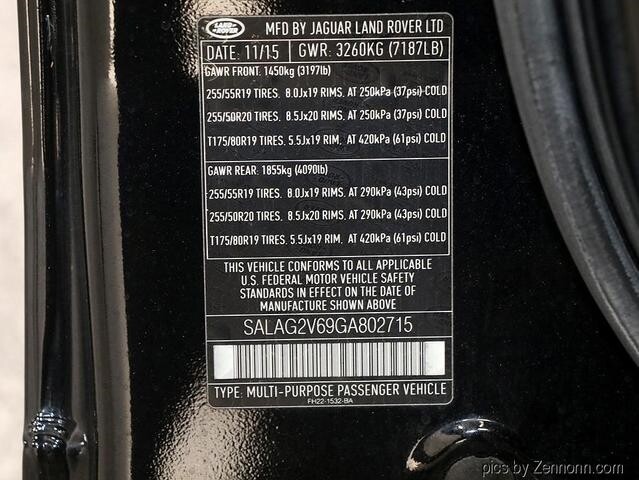 LAND ROVER
MFD BY JAGUAR LAND ROVER LTD
DATE: 11/15 GWR: 3260KG (7187LB)
GAWR FRONT: 1450kg (3197lb)
255/55R19 TIRES. 8.0Jx19 RIMS. AT 250kPa (37psi) COLD
255/50R20 TIRES. 8.5Jx20 RIMS. AT 250kPa (37psi) COLD
T175/80R19 TIRES. 5.5Jx19 RIM. AT 420kPa (61psi) COLD
GAWR REAR: 1855kg (4090lb)
255/55R19 TIRES. 8.0Jx19 RIMS. AT 290kPa (43psi) COLD
255/50R20 TIRES. 8.5Jx20 RIMS. AT 290kPa (43psi) COLD
T175/80R19 TIRES. 5.5Jx19 RIM. AT 420kPa (61psi) COLD
THIS VEHICLE CONFORMS TO ALL APPLICABLE
U.S. FEDERAL MOTOR VEHICLE SAFETY
STANDARDS IN EFFECT ON THE DATE OF
MANUFACTURE SHOWN ABOVE
SALAG2V69GA802715
TYPE: MULTI-PURPOSE PASSENGER VEHICLE
FH22-1532-BA
pics by Zennonn.com